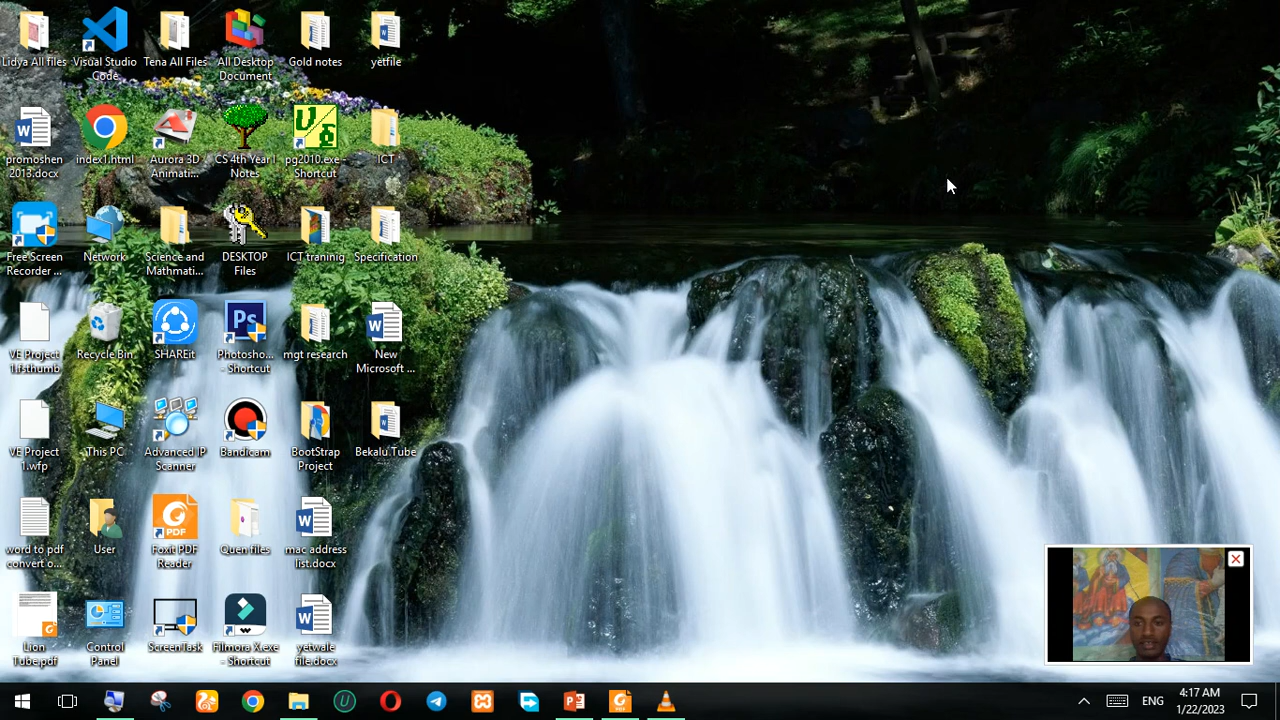 Lidya All files
Visual Studio
Code
Tena All Files
All Desktop
Document
Gold notes
yetfile
promoshen
2013.docx
index1.html
Aurora 3D
Animati...
CS 4th Year I
Notes
pg2010.exe -
Shortcut
ICT
Free Screen
Recorder ...
Network
Science and
Mathmati...
DESKTOP
Files
ICT traninig
Specification
VE Project
1.tfsthumb
Recycle Bin
SHAREit
Ps
Photosho...
- Shortcut
mgt research
New
Microsoft ...
VE Project
1.wfp
This PC
Advanced IP
Scanner
Bandicam
BootStrap
Project
Bekalu Tube
word to pdf
convert o...
User
PDF
Foxit PDF
Reader
Quen files
mac address
list.docx
Lion
Tube.pdf
Control
Panel
ScreenTask
Filmora X.exe
- Shortcut
yetwale
file.docx
ENG
4:17 AM
1/22/2023